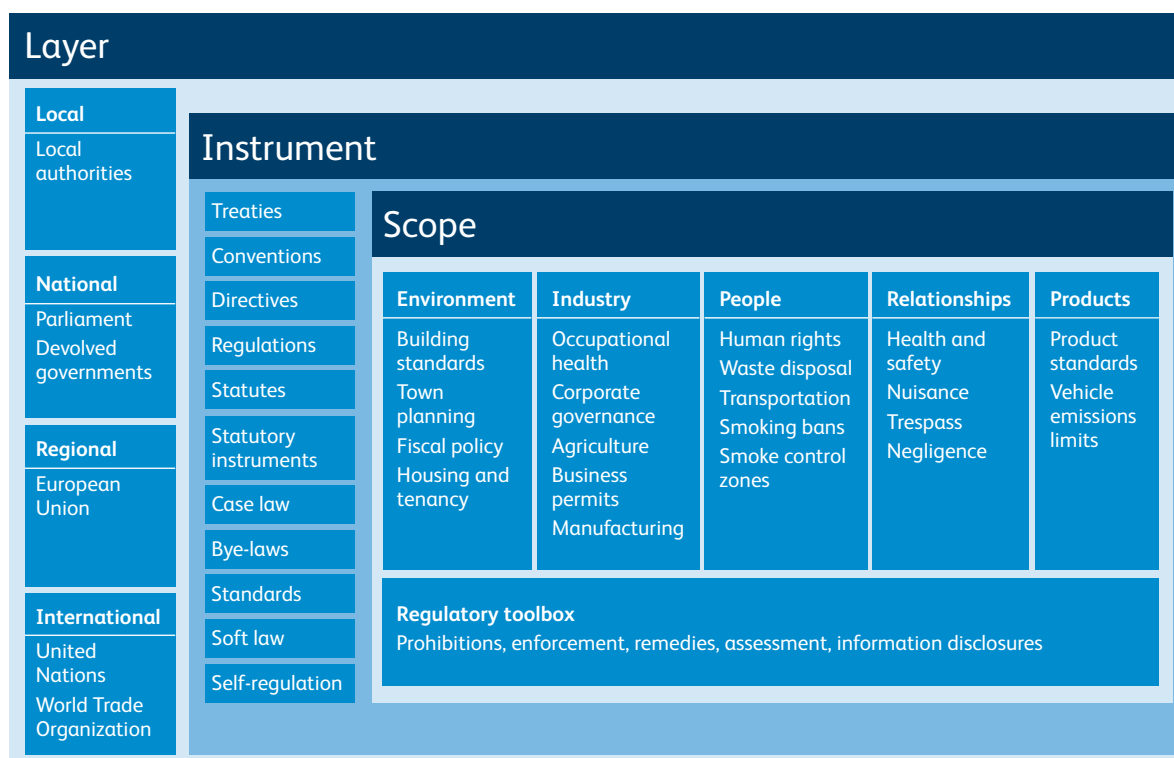 Layer
Local
Local
authorities
National
Parliament
Devolved
governments
Regional
European
Union
International
United
Nations
World Trade
Organization
Instrument
Treaties
Conventions
Directives
Regulations
Statutes
Statutory
instruments
Case law
Bye-laws
Standards
Soft law
Self-regulation
Scope
Environment
Building
standards
Town
planning
Fiscal policy
Housing and
tenancy
Industry
Occupational
health
Corporate
governance
Agriculture
Business
permits
Manufacturing
People
Human rights
Waste disposal
Transportation
Smoking bans
Smoke control
zones
Relationships
Health and
safety
Nuisance
Trespass
Negligence
Products
Product
standards
Vehicle
emissions
limits
Regulatory toolbox
Prohibitions, enforcement, remedies, assessment, information disclosures